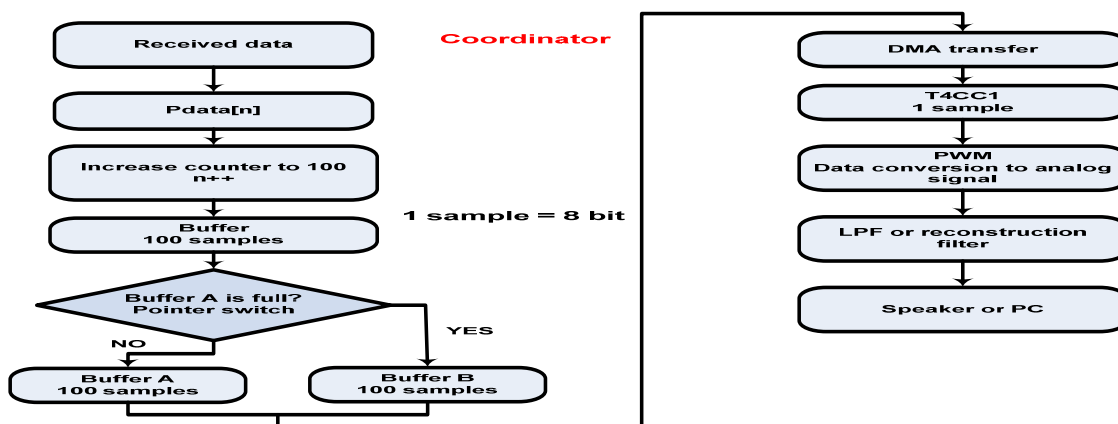 Received data
Coordinator
Pdata[n]
Increase counter to 100
n++
1 sample = 8 bit
Buffer
100 samples
Buffer A is full?
Pointer switch
NO
YES
Buffer A
100 samples
Buffer B
100 samples
DMA transfer
T4CC1
1 sample
PWM
Data conversion to analog
signal
LPF or reconstruction
filter
Speaker or PC